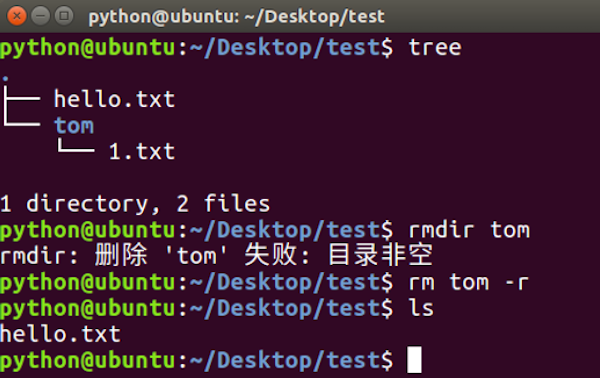 python@ubuntu: ~/Desktop/test
python@ubuntu:~/Desktop/test$ tree
.
├── hello.txt
└── tom
    └── 1.txt
1 directory, 2 files
python@ubuntu:~/Desktop/test$ rmdir tom
rmdir: 删除 'tom' 失败: 目录非空
python@ubuntu:~/Desktop/test$ rm tom -r
python@ubuntu:~/Desktop/test$ ls
hello.txt
python@ubuntu:~/Desktop/test$